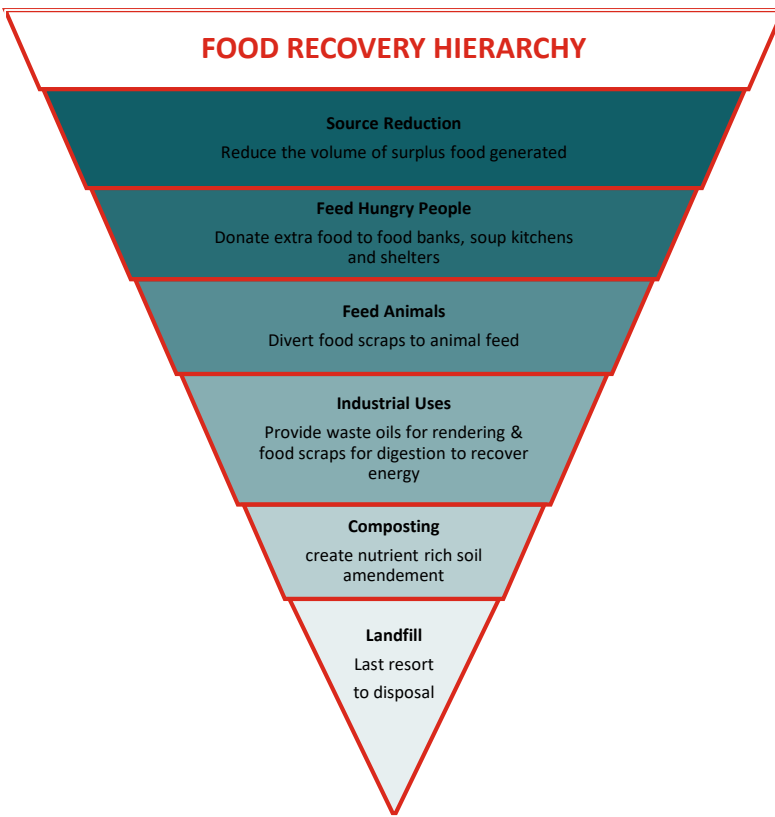 FOOD RECOVERY HIERARCHY
Source Reduction
Reduce the volume of surplus food generated
Feed Hungry People
Donate extra food to food banks, soup kitchens
and shelters
Feed Animals
Divert food scraps to animal feed
Industrial Uses
Provide waste oils for rendering &
food scraps for digestion to recover
energy
Composting
create nutrient rich soil
amendement
Landfill
Last resort
to disposal